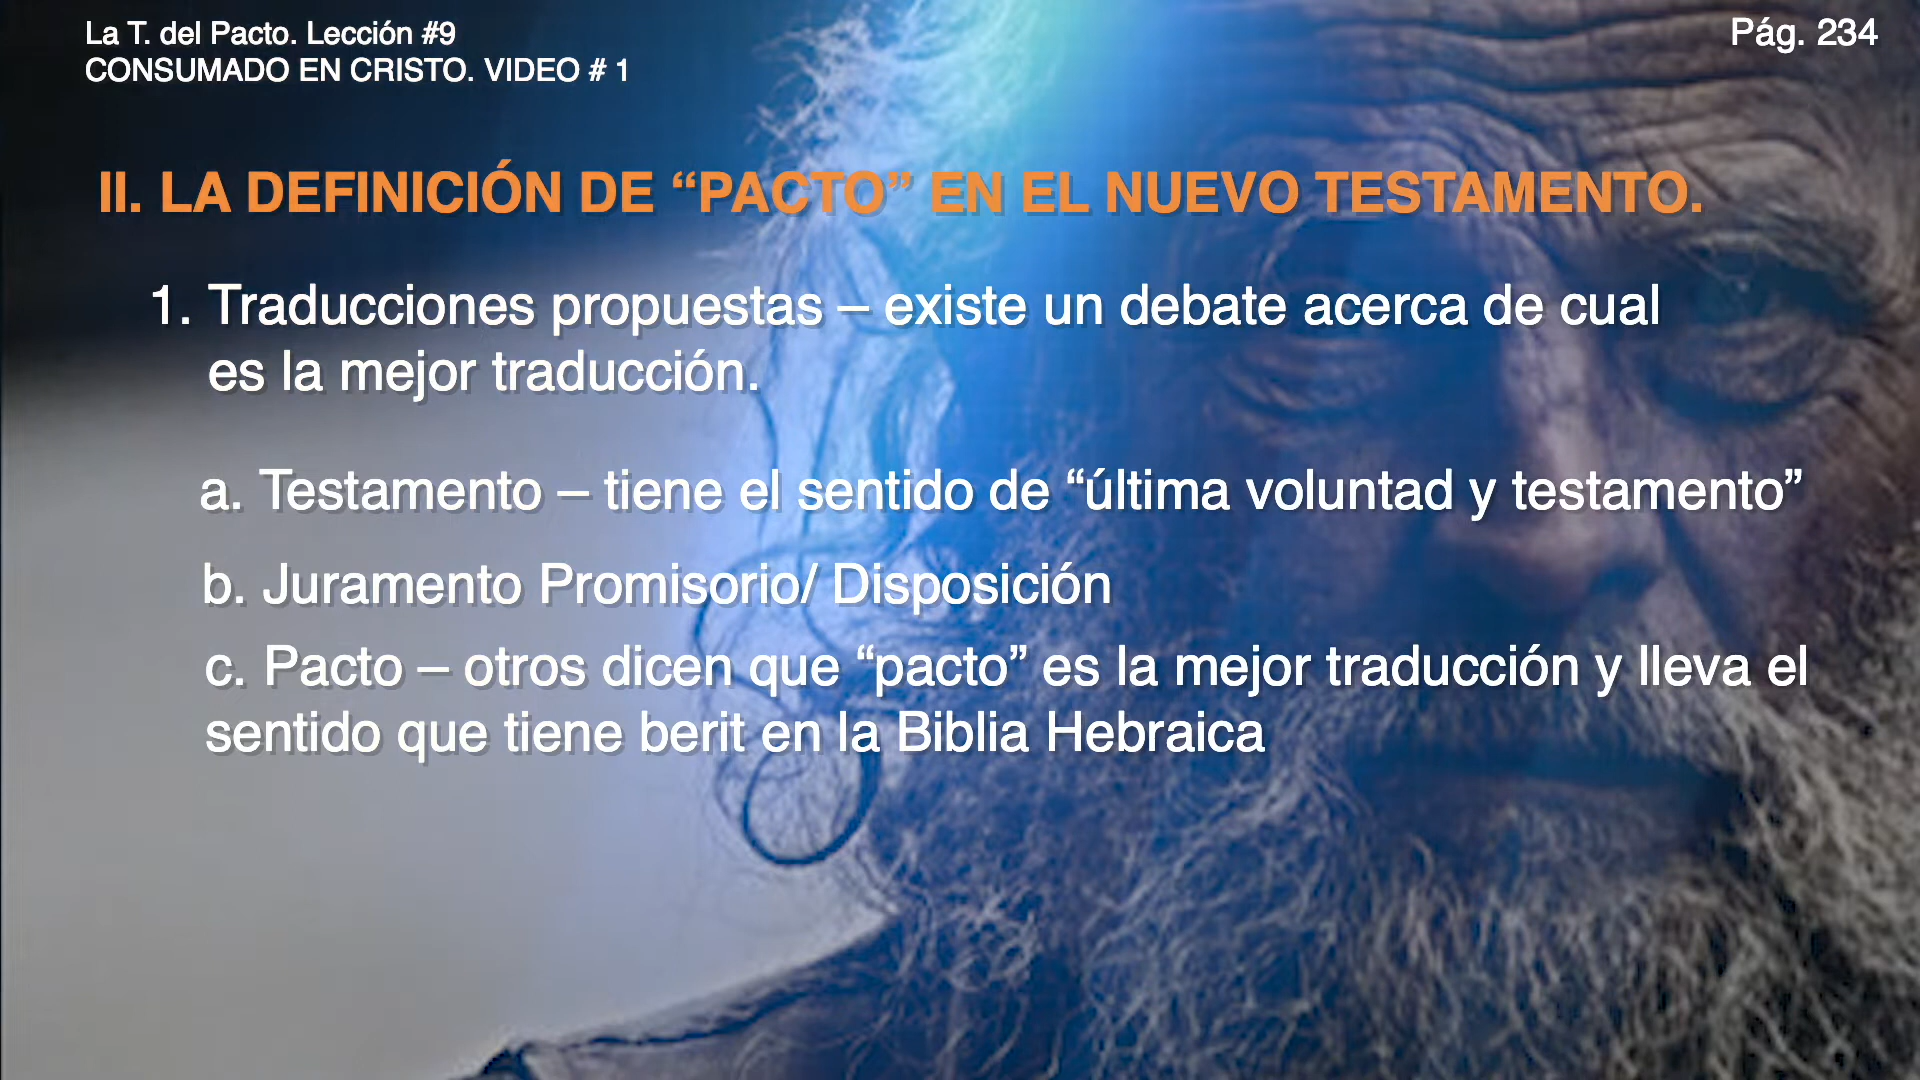 La T. del Pacto. Lección #9
CONSUMADO EN CRISTO. VIDEO # 1
Pág. 234
II. LA DEFINICIÓN DE “PACTO” EN EL NUEVO TESTAMENTO.
1. Traducciones propuestas – existe un debate acerca de cual
es la mejor traducción.
a. Testamento – tiene el sentido de “última voluntad y testamento”
b. Juramento Promisorio/ Disposición
c. Pacto – otros dicen que “pacto” es la mejor traducción y lleva el
sentido que tiene berit en la Biblia Hebraica